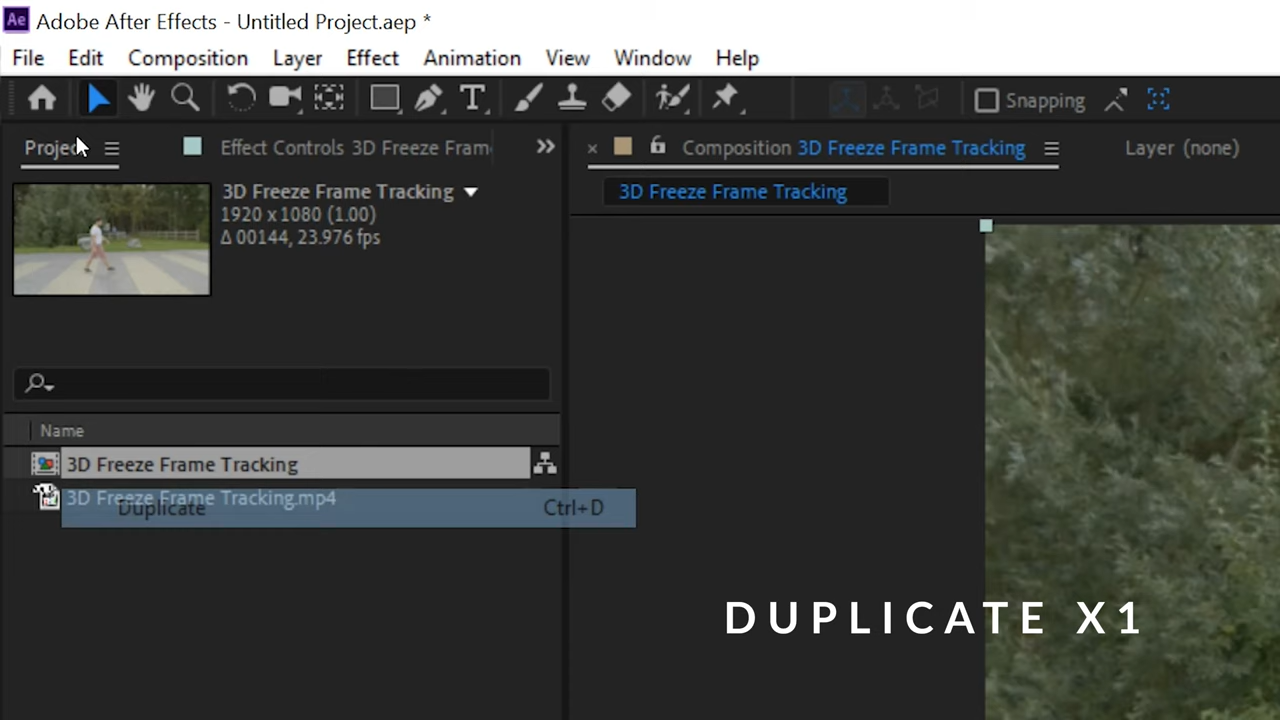 Ae Adobe After Effects - Untitled Project.aep *
File Edit Composition Layer Effect Animation View Window Help
T Snapping
Project Effect Controls 3D Freeze Fram Composition 3D Freeze Frame Tracking Layer (none)
3D Freeze Frame Tracking
1920 x 1080 (1.00)
Δ 00144, 23.976 fps
3D Freeze Frame Tracking
Name
3D Freeze Frame Tracking
3D Freeze Frame Tracking.mp4
Duplicate Ctrl+D
DUPLICATE X1